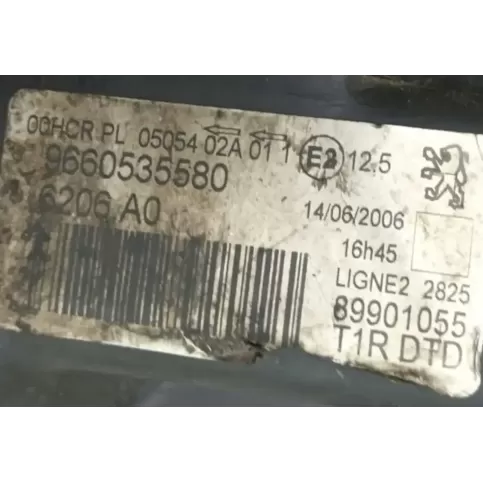 00HCR PL 05054 02A 01 1 E2 12.5
9660535580
6206 A0
14/06/2006
16h45
LIGNE2 2825
89901055
T1R DTD